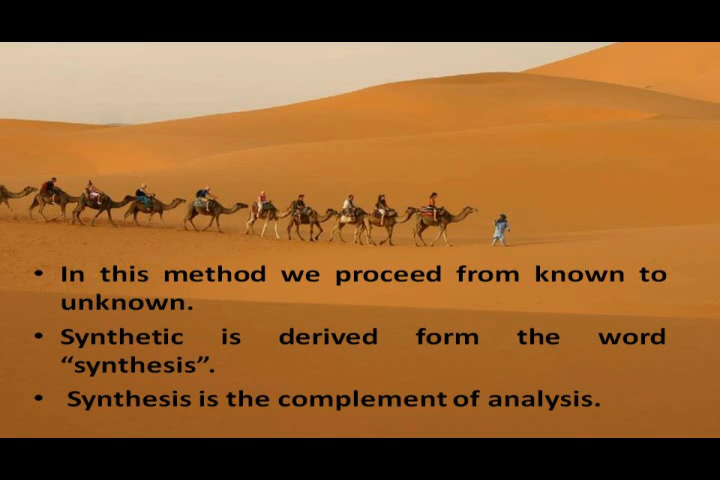 • In this method we proceed from known to
unknown.
• Synthetic is derived form the word
“synthesis”.
• Synthesis is the complement of analysis.